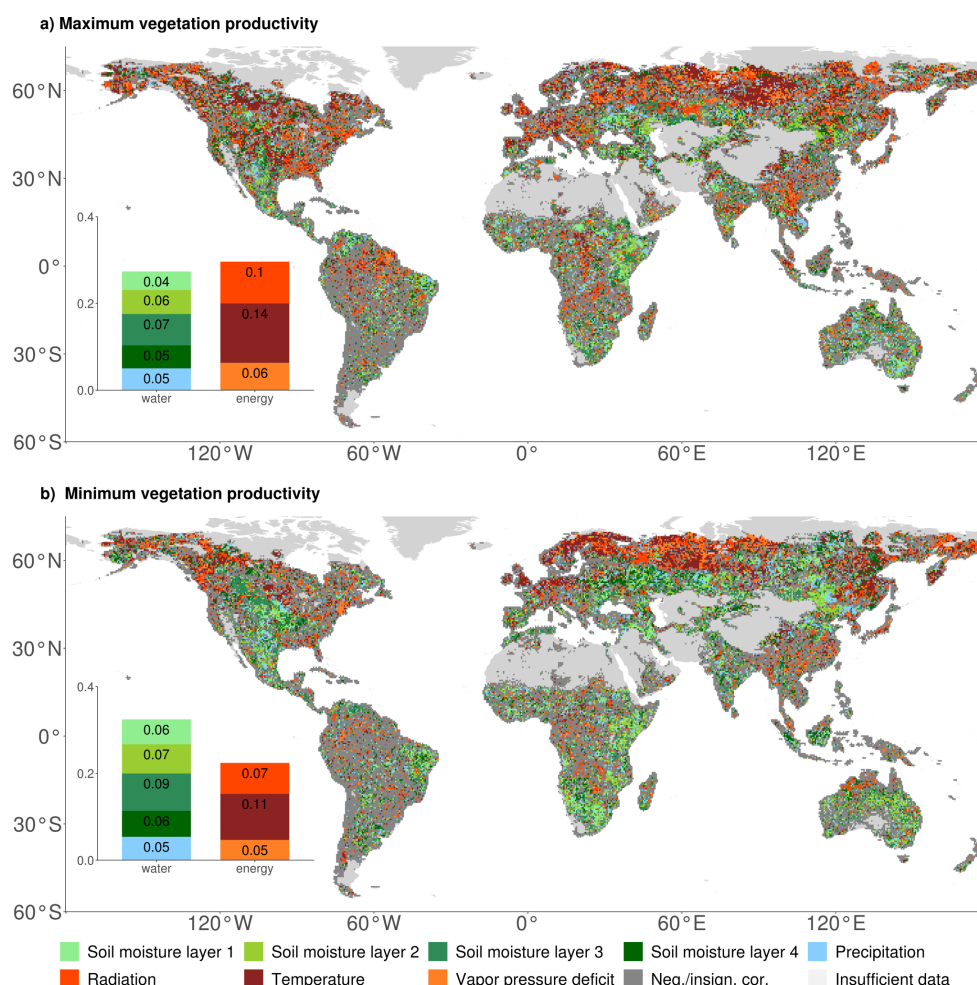 a) Maximum vegetation productivity
60°N
30°N
0°
30°S
60°S
0.4
0.2
0.0
0.04
0.06
0.07
0.05
0.05
0.1
0.14
0.06
water
energy
120°W
60°W
0°
60°E
120°E
b) Minimum vegetation productivity
60°N
30°N
0°
30°S
60°S
0.4
0.2
0.0
0.06
0.07
0.09
0.06
0.05
0.07
0.11
0.05
water
energy
120°W
60°W
0°
60°E
120°E
Soil moisture layer 1
Soil moisture layer 2
Soil moisture layer 3
Soil moisture layer 4
Precipitation
Radiation
Temperature
Vapor pressure deficit
Neg./insign. cor.
Insufficient data